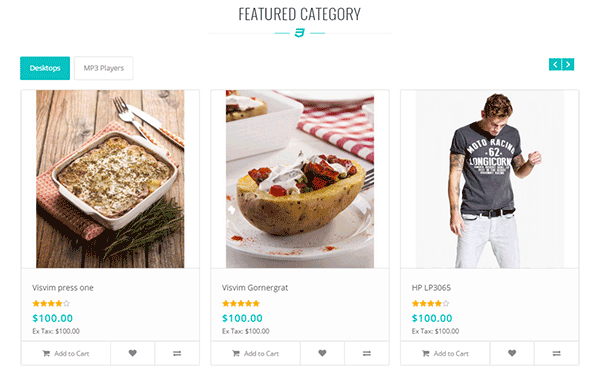 FEATURED CATEGORY
Desktops
MP3 Players
MOTO RACING
62
LONGICORN
Visvim press one
$100.00
Ex Tax: $100.00
Add to Cart
Visvim Gornergrat
$100.00
Ex Tax: $100.00
Add to Cart
HP LP3065
$100.00
Ex Tax: $100.00
Add to Cart